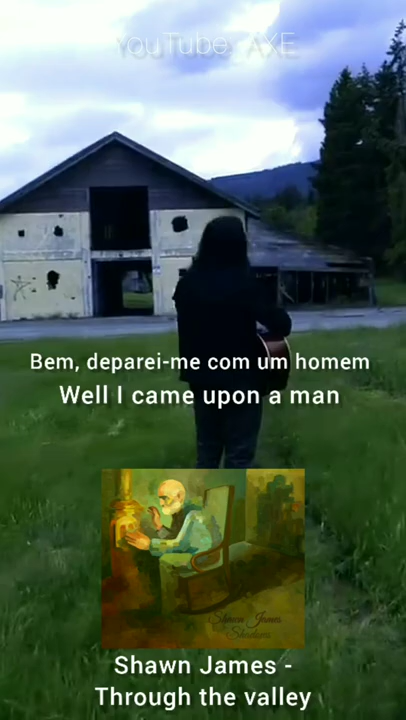 YouTube: AXE
Bem, deparei-me com um homem
Well I came upon a man
Shawn James
Shadows
Shawn James -
Through the valley